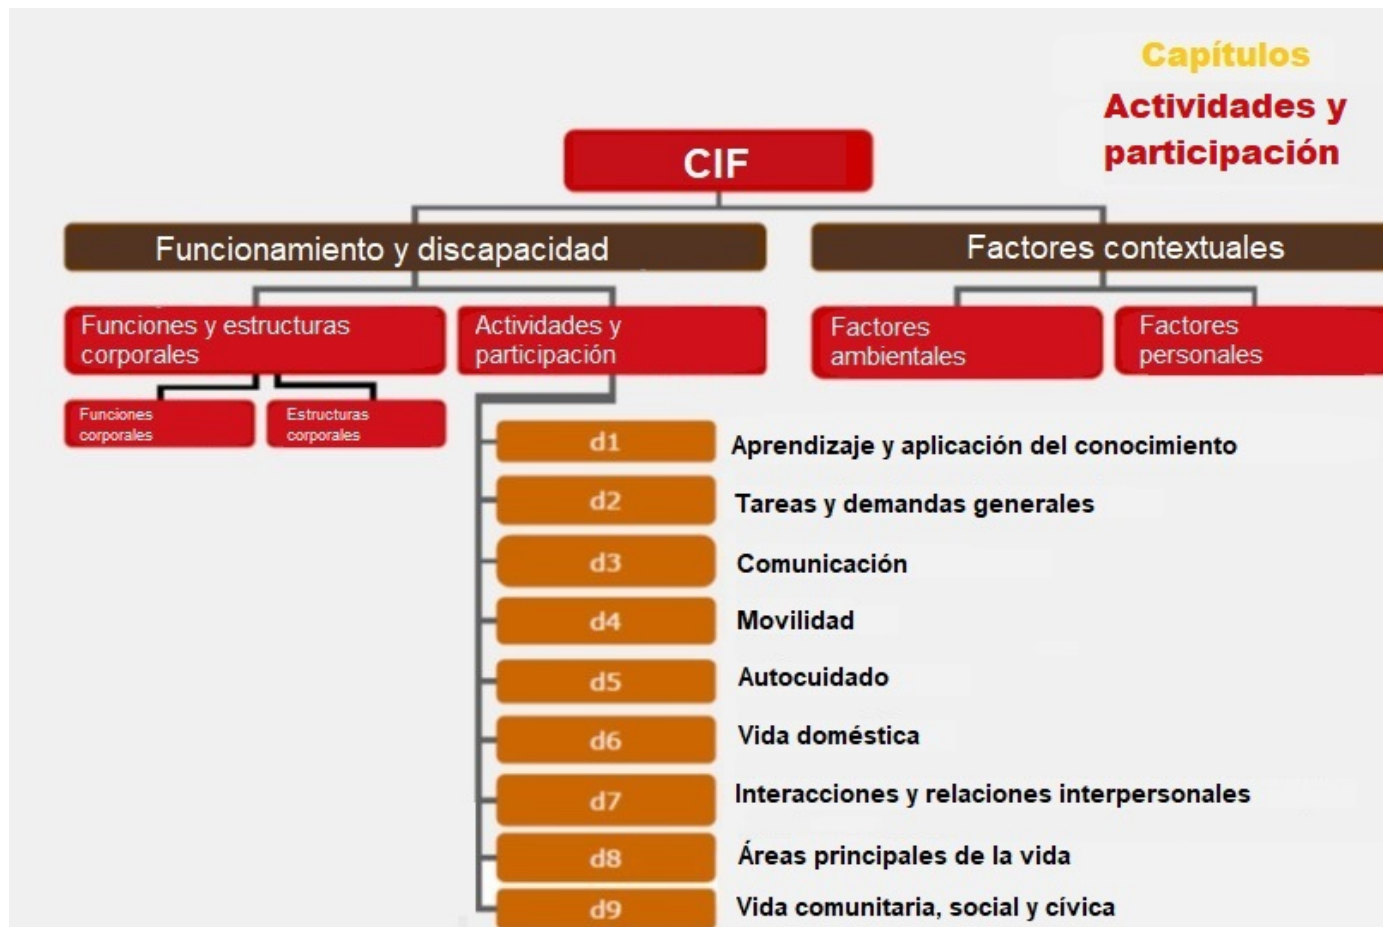 Capítulos
Actividades y
participación
CIF
Funcionamiento y discapacidad
Factores contextuales
Funciones y estructuras
corporales
Actividades y
participación
Factores
ambientales
Factores
personales
Funciones
corporales
Estructuras
corporales
d1 Aprendizaje y aplicación del conocimiento
d2 Tareas y demandas generales
d3 Comunicación
d4 Movilidad
d5 Autocuidado
d6 Vida doméstica
d7 Interacciones y relaciones interpersonales
d8 Áreas principales de la vida
d9 Vida comunitaria, social y cívica